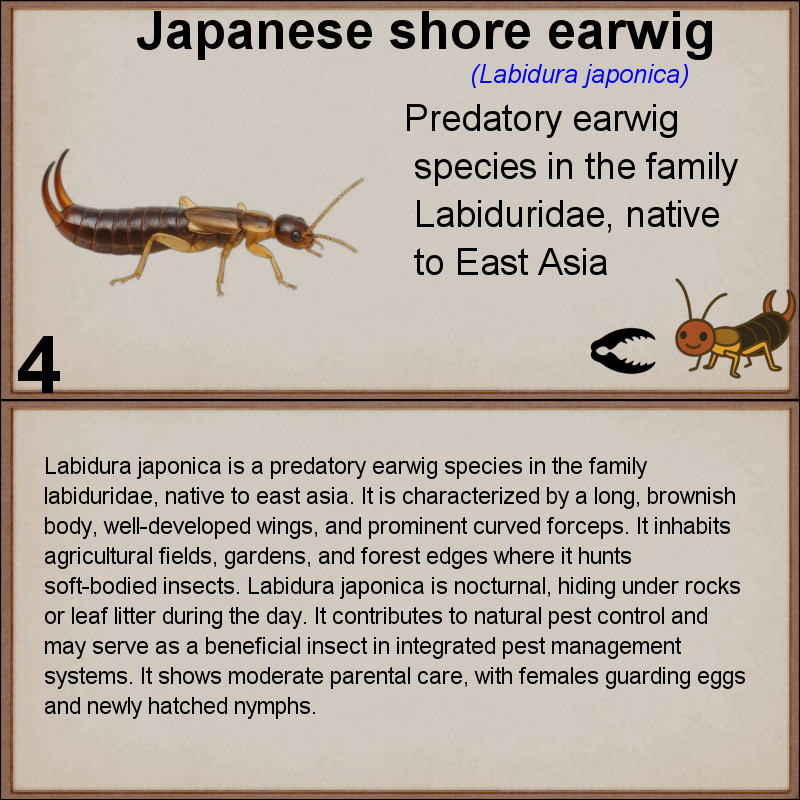 Japanese shore earwig
(Labidura japonica)
Predatory earwig
species in the family
Labiduridae, native
to East Asia
4
Labidura japonica is a predatory earwig species in the family
labiduridae, native to east asia. It is characterized by a long, brownish
body, well-developed wings, and prominent curved forceps. It inhabits
agricultural fields, gardens, and forest edges where it hunts
soft-bodied insects. Labidura japonica is nocturnal, hiding under rocks
or leaf litter during the day. It contributes to natural pest control and
may serve as a beneficial insect in integrated pest management
systems. It shows moderate parental care, with females guarding eggs
and newly hatched nymphs.